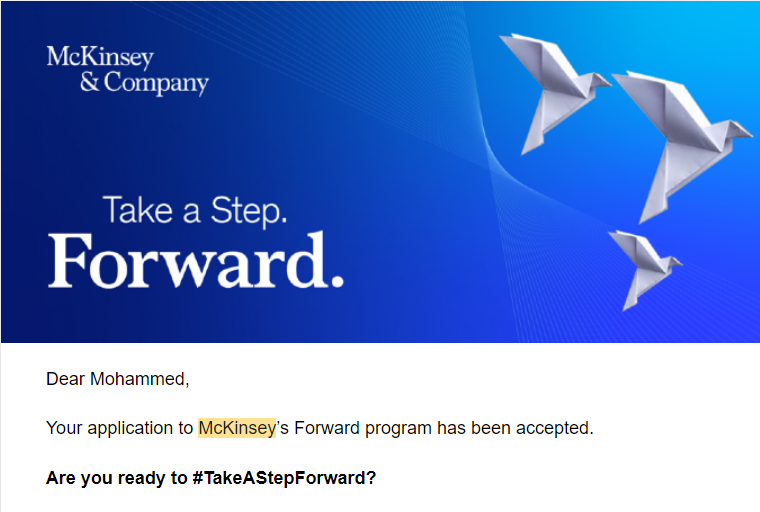 McKinsey
& Company
Take a Step.
Forward.
Dear Mohammed,
Your application to McKinsey's Forward program has been accepted.
Are you ready to #TakeAStepForward?